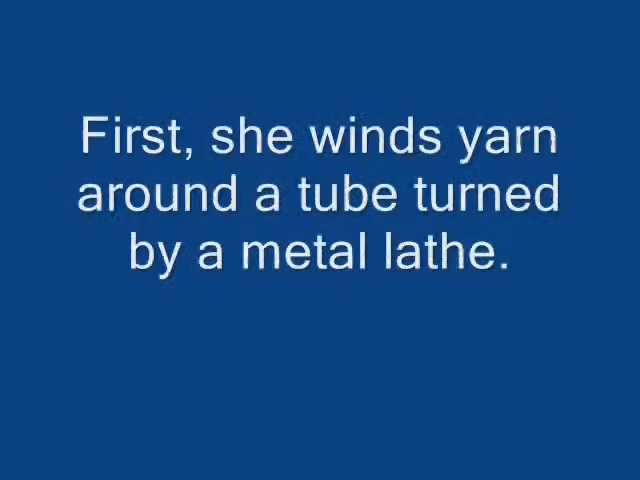 First, she winds yarn
around a tube turned
by a metal lathe.